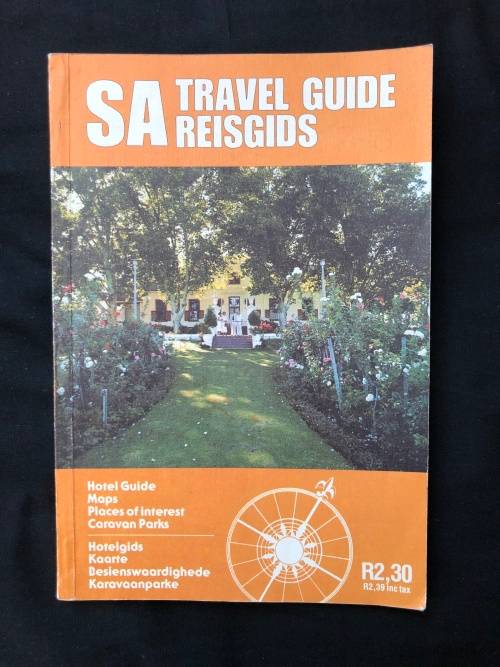 SA TRAVEL GUIDE
REISGIDS
Hotel Guide
Maps
Places of interest
Caravan Parks
Hotelgids
Kaarte
Besienswaardighede
Karavaanparke
R2,30
R2,39 inc tax